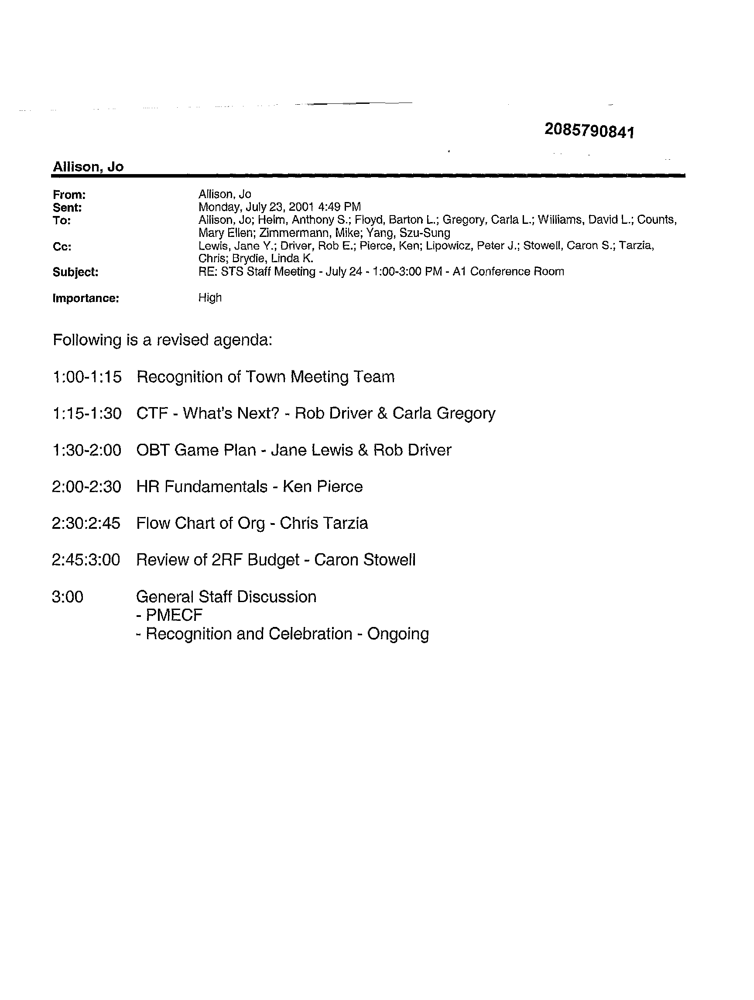 2085790841
Allison, Jo
From: Allison, Jo
Sent: Monday, July 23, 2001 4:49 PM
To: Allison, Jo; Helm, Anthony S.; Floyd, Barton L.; Gregory, Carla L.; Williams, David L.; Counts,
Mary Ellen; Zimmermann, Mike; Yang, Szu-Sung
Cc: Lewis, Jane Y.; Driver, Rob E.; Pierce, Ken; Lipowicz, Peter J.; Stowell, Caron S.; Tarzia,
Chris; Brydie, Linda K.
Subject: RE: STS Staff Meeting - July 24 - 1:00-3:00 PM - A1 Conference Room
Importance: High
Following is a revised agenda:
1:00-1:15 Recognition of Town Meeting Team
1:15-1:30 CTF - What's Next? - Rob Driver & Carla Gregory
1:30-2:00 OBT Game Plan - Jane Lewis & Rob Driver
2:00-2:30 HR Fundamentals - Ken Pierce
2:30:2:45 Flow Chart of Org - Chris Tarzia
2:45:3:00 Review of 2RF Budget - Caron Stowell
3:00 General Staff Discussion
- PMECF
- Recognition and Celebration - Ongoing